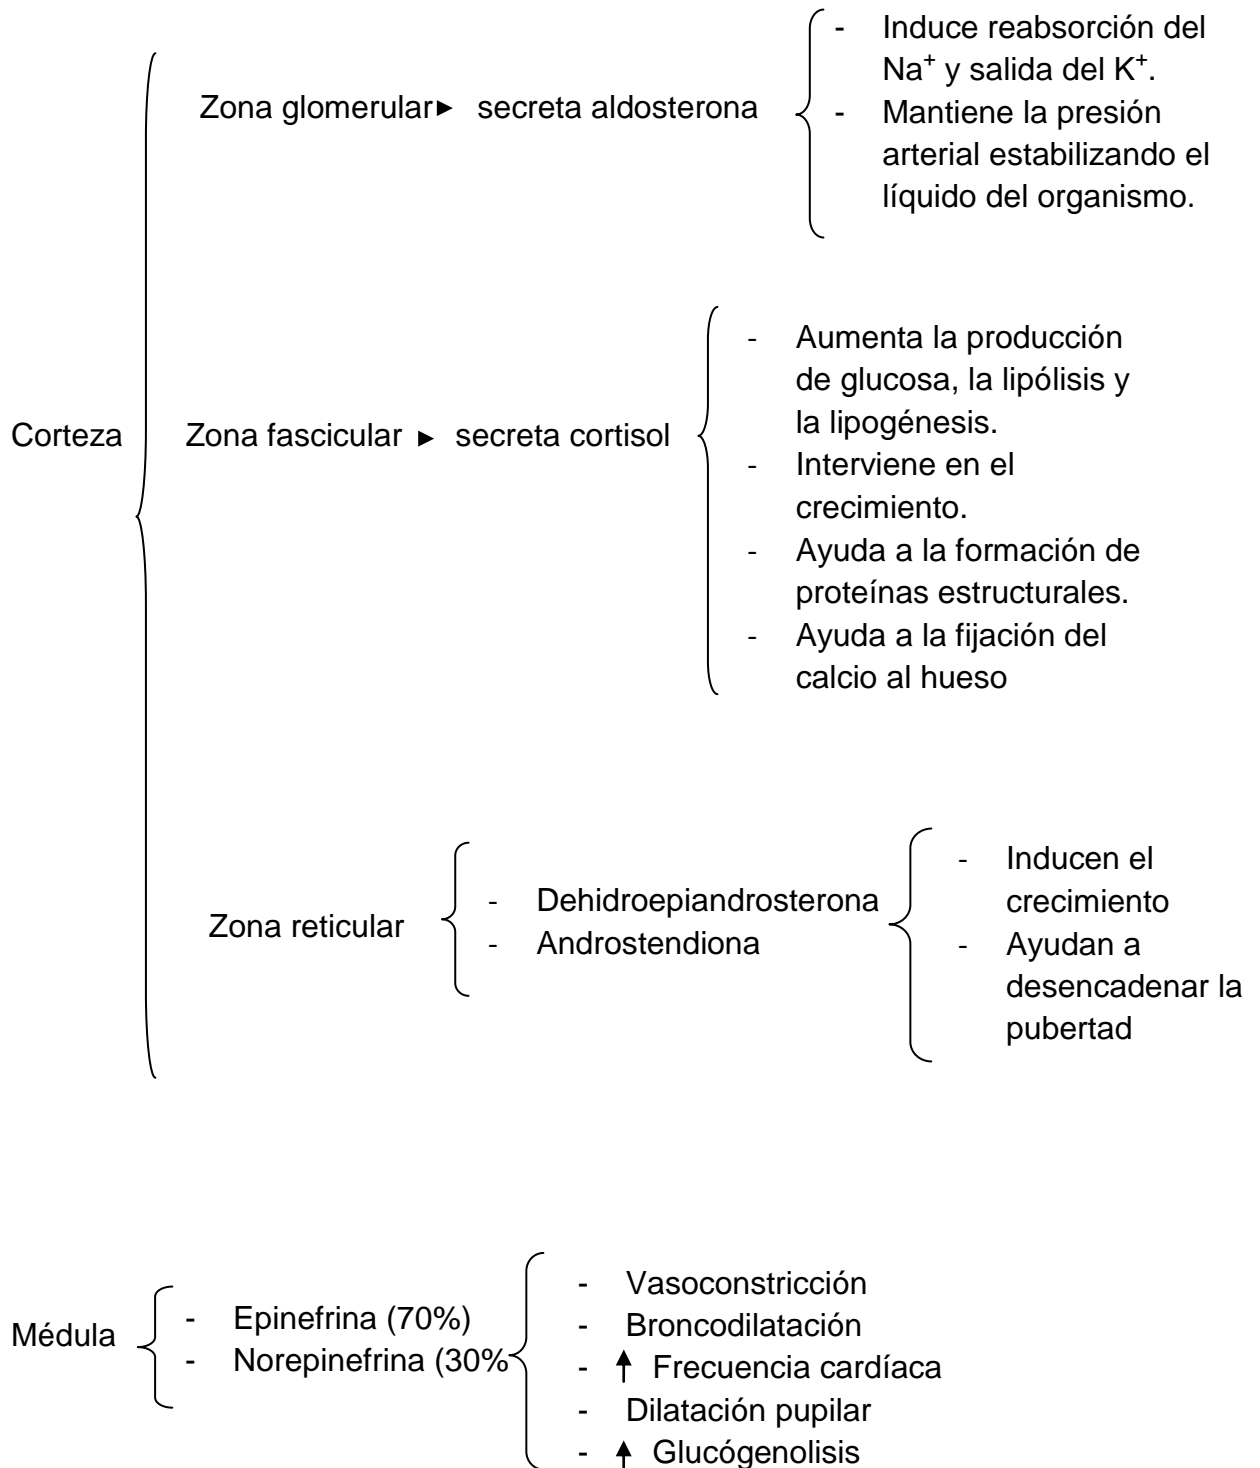 - Induce reabsorción del
Na⁺ y salida del K⁺.
Zona glomerular► secreta aldosterona
- Mantiene la presión
arterial estabilizando el
líquido del organismo.
- Aumenta la producción
de glucosa, la lipólisis y
la lipogénesis.
Corteza
Zona fascicular ► secreta cortisol
- Interviene en el
crecimiento.
- Ayuda a la formación de
proteínas estructurales.
- Ayuda a la fijación del
calcio al hueso
Zona reticular
- Dehidroepiandrosterona
- Androstendiona
- Inducen el
crecimiento
- Ayudan a
desencadenar la
pubertad
Médula
- Epinefrina (70%)
- Norepinefrina (30%
- Vasoconstricción
- Broncodilatación
- ↑ Frecuencia cardíaca
- Dilatación pupilar
- ↑ Glucógenolisis